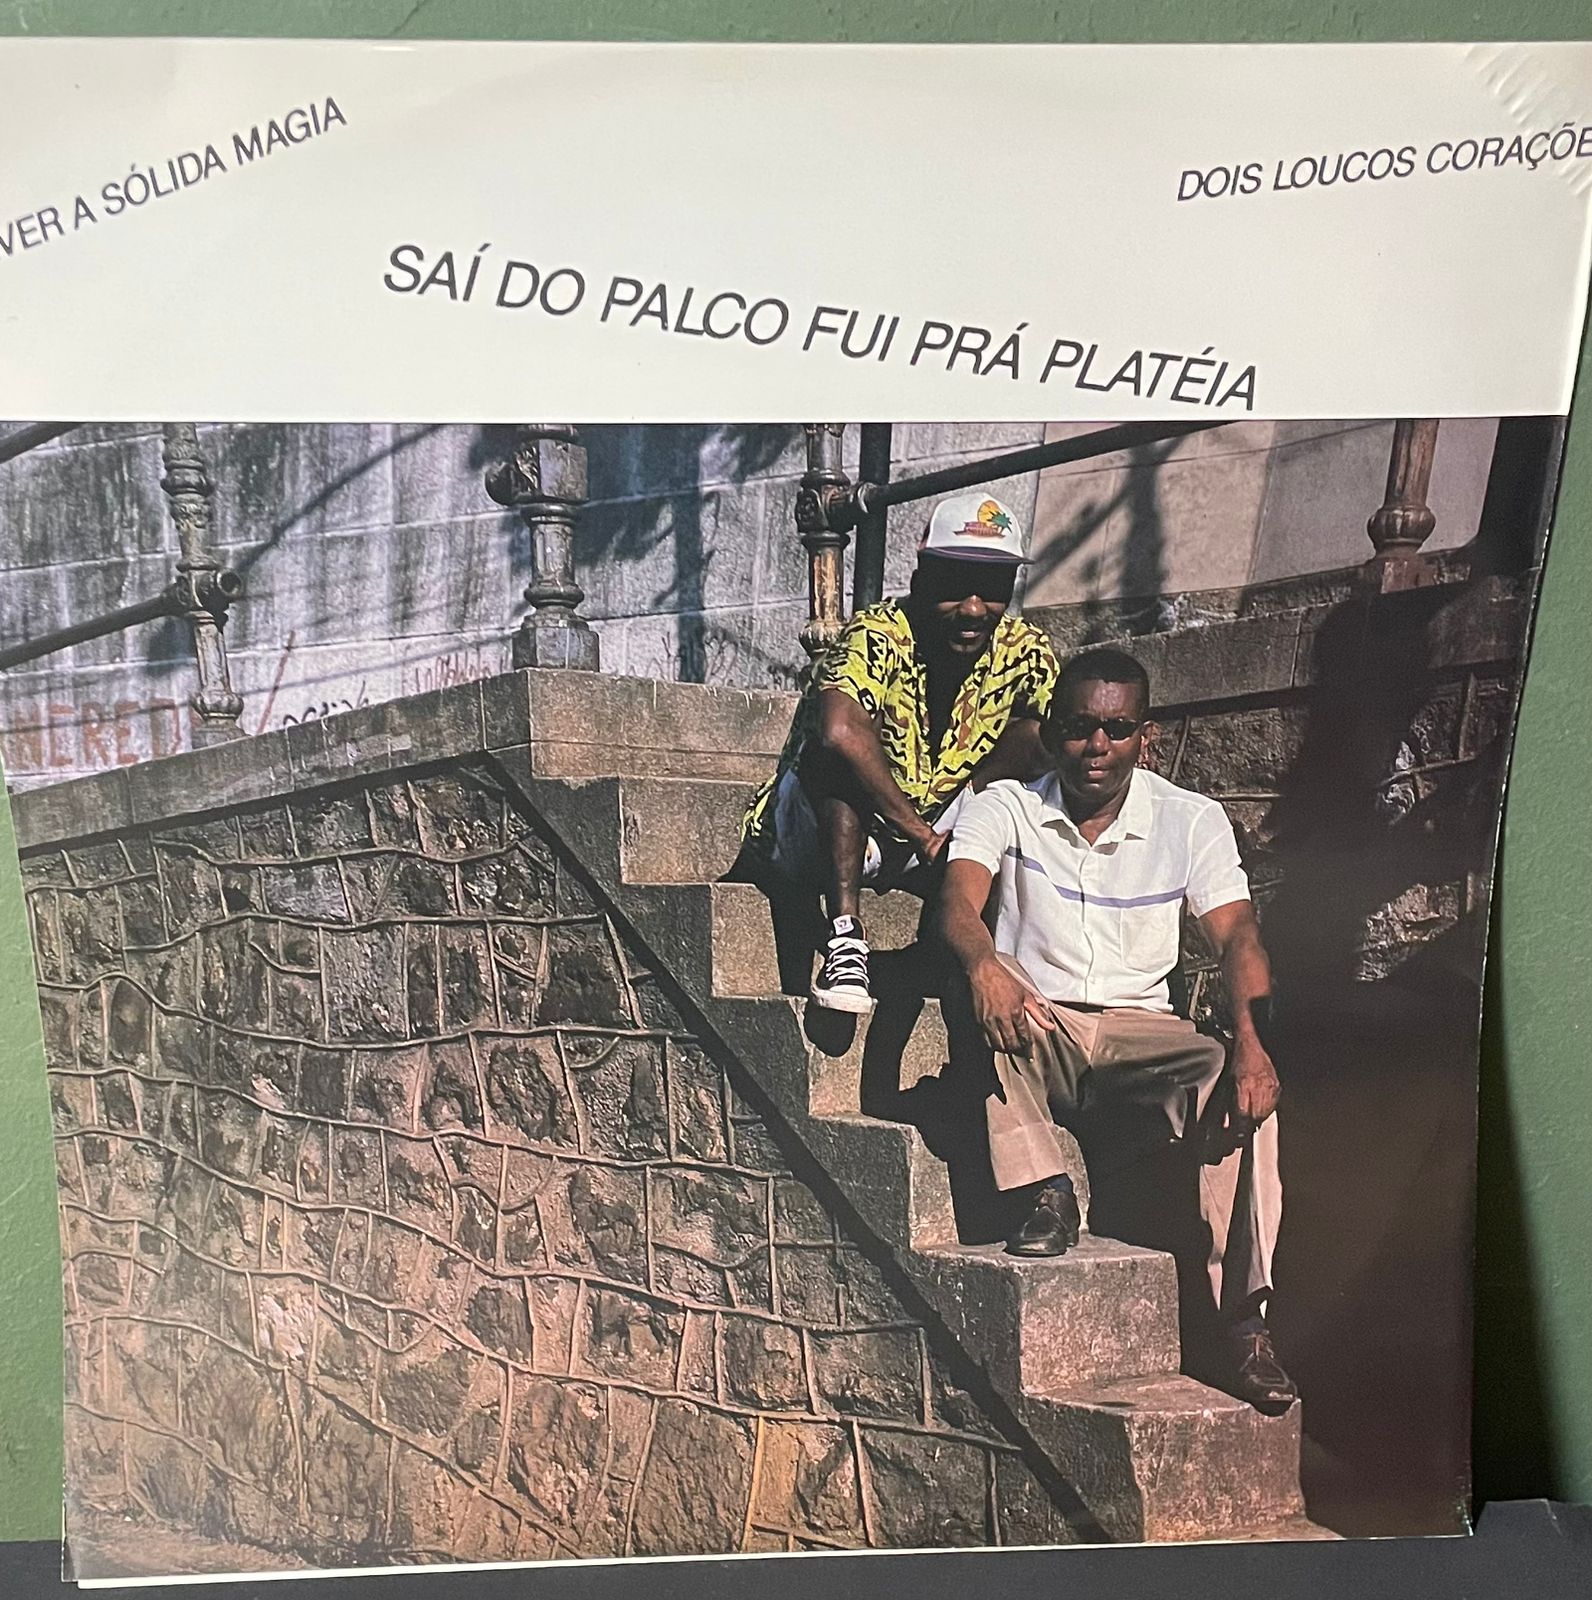 VER A SÓLIDA MAGIA
DOIS LOUCOS CORAÇÕE
SAÍ DO PALCO FUI PRÁ PLATÉIA